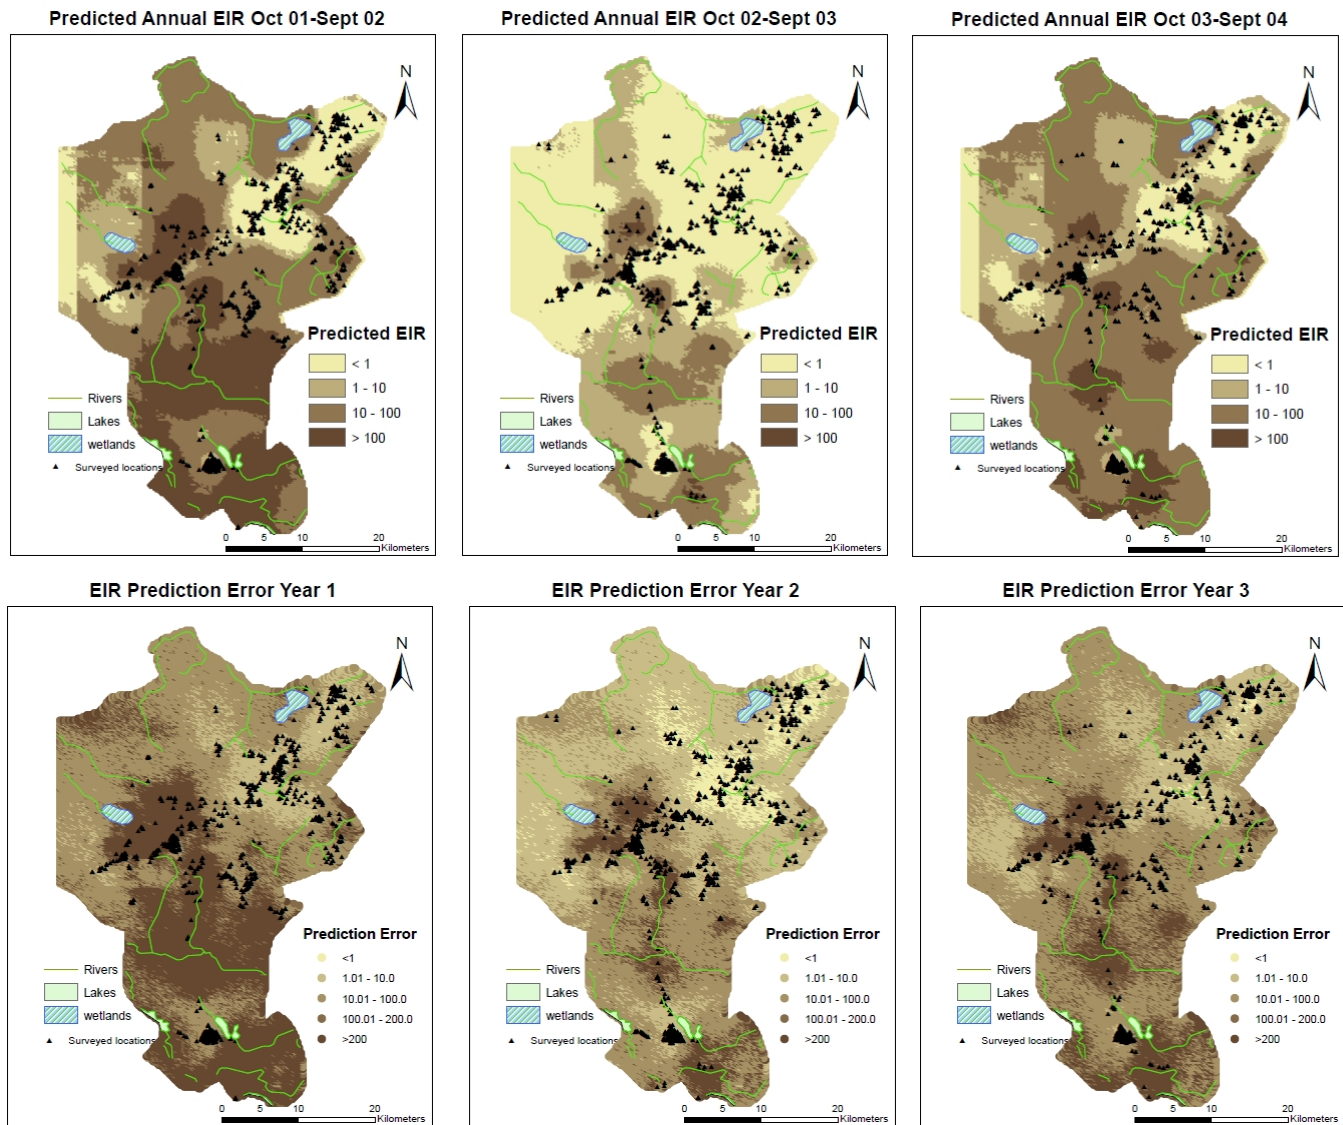 Predicted Annual EIR Oct 01-Sept 02
N
Predicted EIR
< 1
1 - 10
10 - 100
> 100
Rivers
Lakes
wetlands
Surveyed locations
0 5 10 20
Kilometers
Predicted Annual EIR Oct 02-Sept 03
N
Predicted EIR
< 1
1 - 10
10 - 100
> 100
Rivers
Lakes
wetlands
Surveyed locations
0 5 10 20
Kilometers
Predicted Annual EIR Oct 03-Sept 04
N
Predicted EIR
< 1
1 - 10
10 - 100
> 100
Rivers
Lakes
wetlands
Surveyed locations
0 5 10 20
Kilometers
EIR Prediction Error Year 1
N
Prediction Error
<1
1.01 - 10.0
10.01 - 100.0
100.01 - 200.0
>200
Rivers
Lakes
wetlands
Surveyed locations
0 5 10 20
Kilometers
EIR Prediction Error Year 2
N
Prediction Error
<1
1.01 - 10.0
10.01 - 100.0
100.01 - 200.0
>200
Rivers
Lakes
wetlands
Surveyed locations
0 5 10 20
Kilometers
EIR Prediction Error Year 3
N
Prediction Error
<1
1.01 - 10.0
10.01 - 100.0
100.01 - 200.0
>200
Rivers
Lakes
wetlands
Surveyed locations
0 5 10 20
Kilometers